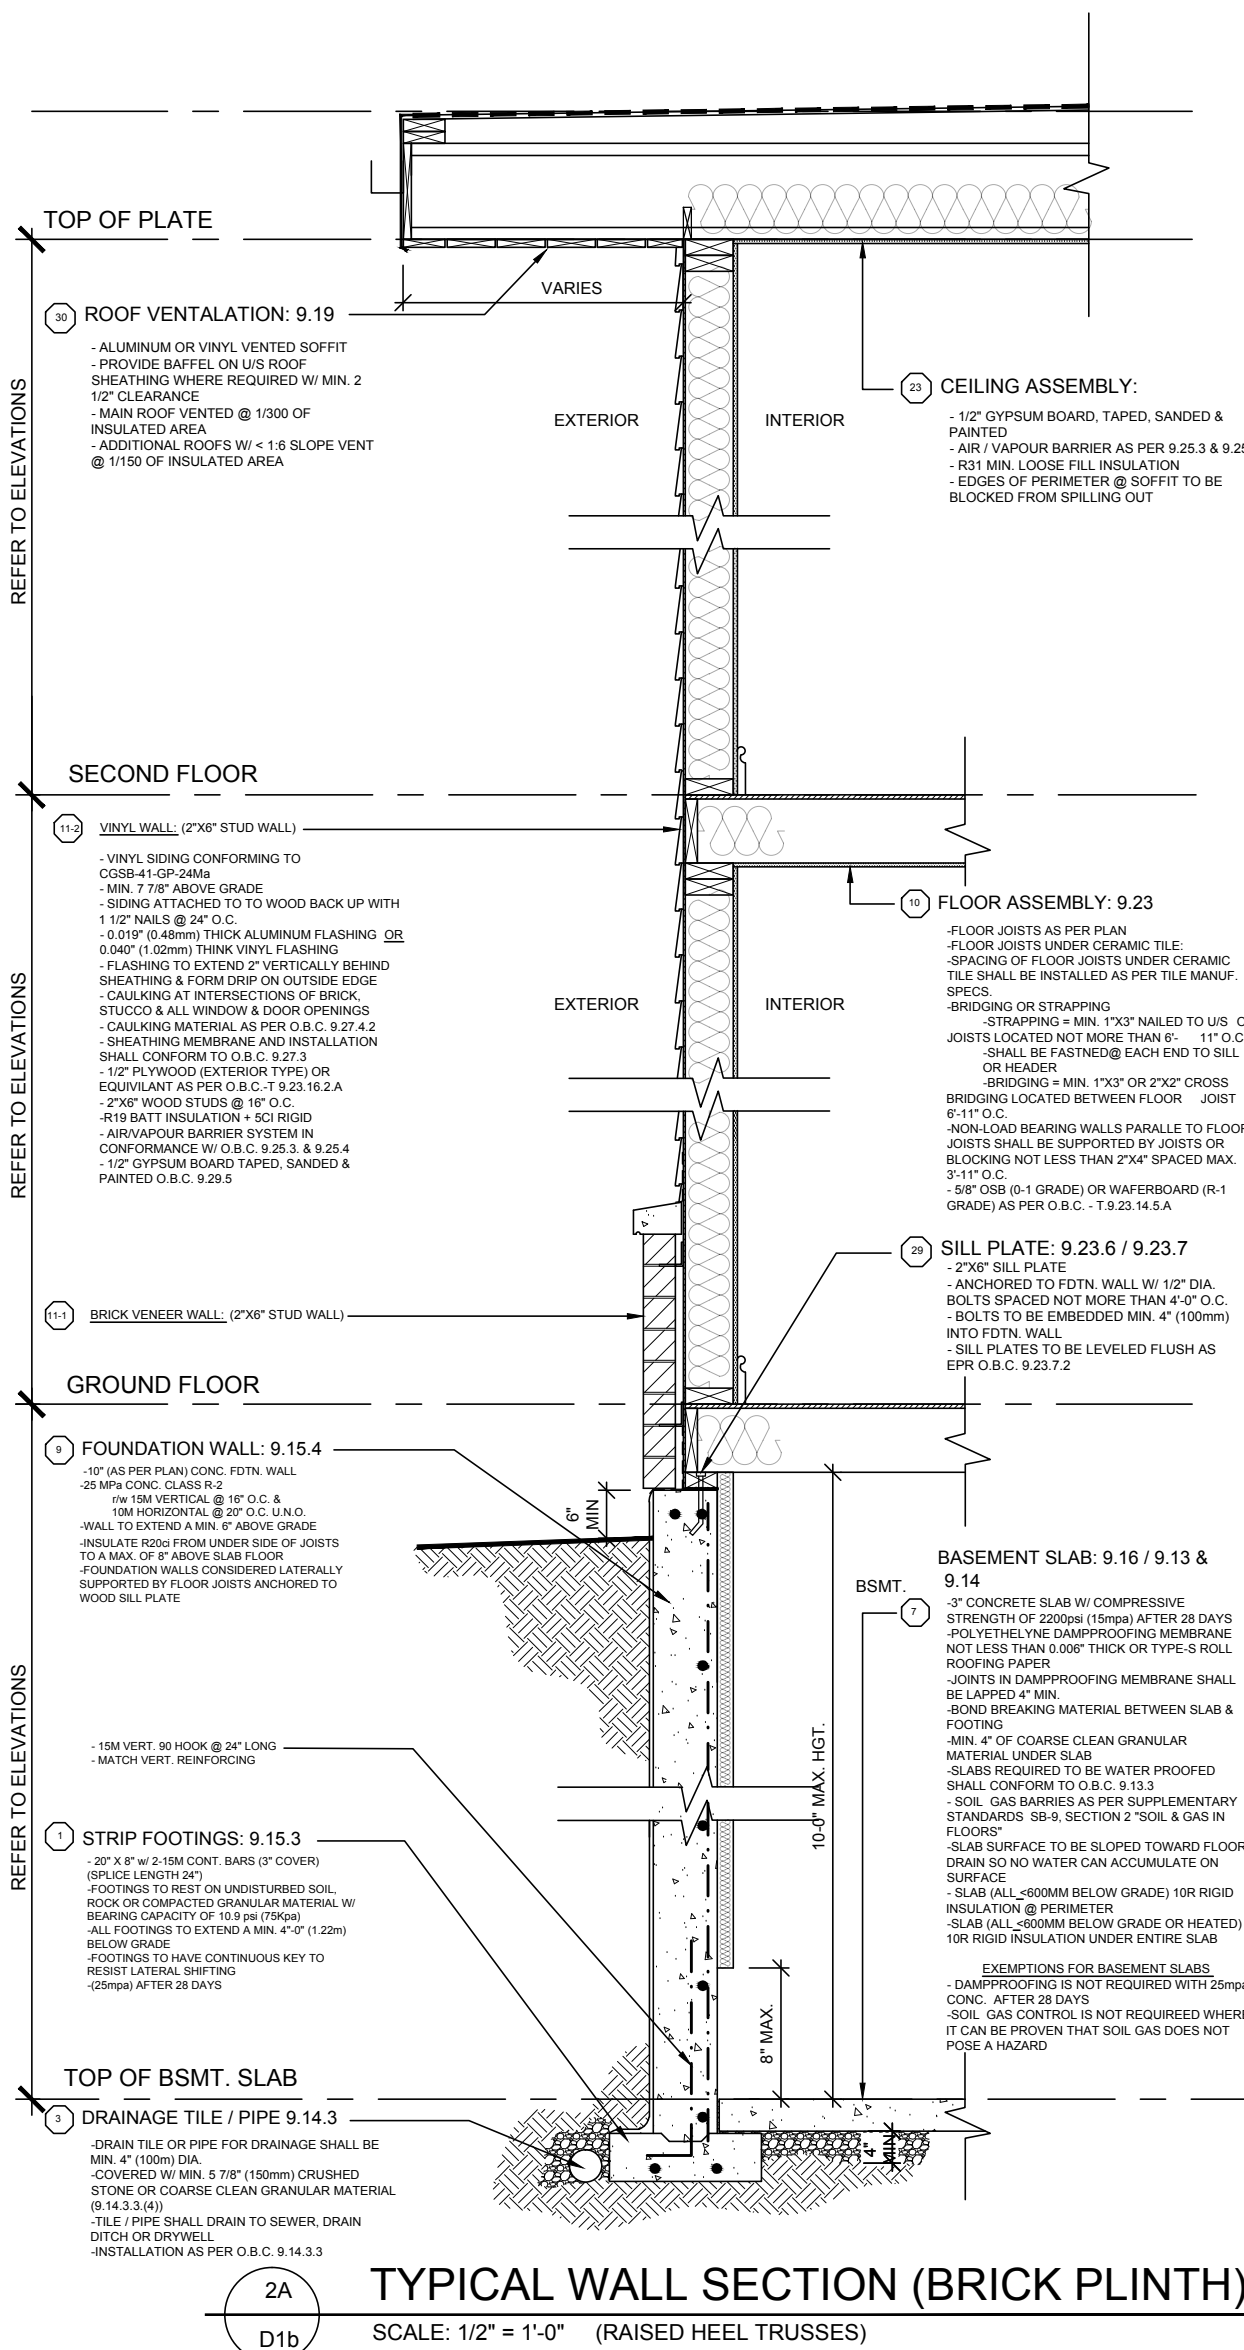 TOP OF PLATE
VARIES
30 ROOF VENTALATION: 9.19
- ALUMINUM OR VINYL VENTED SOFFIT
- PROVIDE BAFFEL ON U/S ROOF
SHEATHING WHERE REQUIRED W/ MIN. 2
1/2" CLEARANCE
- MAIN ROOF VENTED @ 1/300 OF
INSULATED AREA
- ADDITIONAL ROOFS W/ < 1:6 SLOPE VENT
@ 1/150 OF INSULATED AREA
REFER TO ELEVATIONS
EXTERIOR
INTERIOR
23 CEILING ASSEMBLY:
- 1/2" GYPSUM BOARD, TAPED, SANDED &
PAINTED
- AIR / VAPOUR BARRIER AS PER 9.25.3 & 9.25
- R31 MIN. LOOSE FILL INSULATION
- EDGES OF PERIMETER @ SOFFIT TO BE
BLOCKED FROM SPILLING OUT
SECOND FLOOR
11-2 VINYL WALL: (2"X6" STUD WALL)
- VINYL SIDING CONFORMING TO
CGSB-41-GP-24Ma
- MIN. 7 7/8" ABOVE GRADE
- SIDING ATTACHED TO TO WOOD BACK UP WITH
1 1/2" NAILS @ 24" O.C.
- 0.019" (0.48mm) THICK ALUMINUM FLASHING OR
0.040" (1.02mm) THINK VINYL FLASHING
- FLASHING TO EXTEND 2" VERTICALLY BEHIND
SHEATHING & FORM DRIP ON OUTSIDE EDGE
- CAULKING AT INTERSECTIONS OF BRICK,
STUCCO & ALL WINDOW & DOOR OPENINGS
- CAULKING MATERIAL AS PER O.B.C. 9.27.4.2
- SHEATHING MEMBRANE AND INSTALLATION
SHALL CONFORM TO O.B.C. 9.27.3
- 1/2" PLYWOOD (EXTERIOR TYPE) OR
EQUIVILANT AS PER O.B.C.-T 9.23.16.2.A
- 2"X6" WOOD STUDS @ 16" O.C.
-R19 BATT INSULATION + 5CI RIGID
- AIR/VAPOUR BARRIER SYSTEM IN
CONFORMANCE W/ O.B.C. 9.25.3. & 9.25.4
- 1/2" GYPSUM BOARD TAPED, SANDED &
PAINTED O.B.C. 9.29.5
REFER TO ELEVATIONS
EXTERIOR
INTERIOR
10 FLOOR ASSEMBLY: 9.23
-FLOOR JOISTS AS PER PLAN
-FLOOR JOISTS UNDER CERAMIC TILE:
-SPACING OF FLOOR JOISTS UNDER CERAMIC
TILE SHALL BE INSTALLED AS PER TILE MANUF.
SPECS.
-BRIDGING OR STRAPPING
-STRAPPING = MIN. 1"X3" NAILED TO U/S O
JOISTS LOCATED NOT MORE THAN 6'- 11" O.C
-SHALL BE FASTNED@ EACH END TO SILL
OR HEADER
-BRIDGING = MIN. 1"X3" OR 2"X2" CROSS
BRIDGING LOCATED BETWEEN FLOOR JOIST
6'-11" O.C.
-NON-LOAD BEARING WALLS PARALLE TO FLOOR
JOISTS SHALL BE SUPPORTED BY JOISTS OR
BLOCKING NOT LESS THAN 2"X4" SPACED MAX.
3'-11" O.C.
- 5/8" OSB (0-1 GRADE) OR WAFERBOARD (R-1
GRADE) AS PER O.B.C. - T.9.23.14.5.A
29 SILL PLATE: 9.23.6 / 9.23.7
- 2"X6" SILL PLATE
- ANCHORED TO FDTN. WALL W/ 1/2" DIA.
BOLTS SPACED NOT MORE THAN 4'-0" O.C.
- BOLTS TO BE EMBEDDED MIN. 4" (100mm)
INTO FDTN. WALL
- SILL PLATES TO BE LEVELED FLUSH AS
EPR O.B.C. 9.23.7.2
11-1 BRICK VENEER WALL: (2"X6" STUD WALL)
GROUND FLOOR
9 FOUNDATION WALL: 9.15.4
-10" (AS PER PLAN) CONC. FDTN. WALL
-25 MPa CONC. CLASS R-2
r/w 15M VERTICAL @ 16" O.C. &
10M HORIZONTAL @ 20" O.C. U.N.O.
-WALL TO EXTEND A MIN. 6" ABOVE GRADE
-INSULATE R20ci FROM UNDER SIDE OF JOISTS
TO A MAX. OF 8" ABOVE SLAB FLOOR
-FOUNDATION WALLS CONSIDERED LATERALLY
SUPPORTED BY FLOOR JOISTS ANCHORED TO
WOOD SILL PLATE
6"
MIN
BSMT.
7 BASEMENT SLAB: 9.16 / 9.13 &
9.14
-3" CONCRETE SLAB W/ COMPRESSIVE
STRENGTH OF 2200psi (15mpa) AFTER 28 DAYS
-POLYETHELYNE DAMPPROOFING MEMBRANE
NOT LESS THAN 0.006" THICK OR TYPE-S ROLL
ROOFING PAPER
-JOINTS IN DAMPPROOFING MEMBRANE SHALL
BE LAPPED 4" MIN.
-BOND BREAKING MATERIAL BETWEEN SLAB &
FOOTING
-MIN. 4" OF COARSE CLEAN GRANULAR
MATERIAL UNDER SLAB
-SLABS REQUIRED TO BE WATER PROOFED
SHALL CONFORM TO O.B.C. 9.13.3
- SOIL GAS BARRIES AS PER SUPPLEMENTARY
STANDARDS SB-9, SECTION 2 "SOIL & GAS IN
FLOORS"
-SLAB SURFACE TO BE SLOPED TOWARD FLOOR
DRAIN SO NO WATER CAN ACCUMULATE ON
SURFACE
- SLAB (ALL <600MM BELOW GRADE) 10R RIGID
INSULATION @ PERIMETER
-SLAB (ALL <600MM BELOW GRADE OR HEATED)
10R RIGID INSULATION UNDER ENTIRE SLAB
EXEMPTIONS FOR BASEMENT SLABS
- DAMPPROOFING IS NOT REQUIRED WITH 25mpa
CONC. AFTER 28 DAYS
-SOIL GAS CONTROL IS NOT REQUIREED WHERE
IT CAN BE PROVEN THAT SOIL GAS DOES NOT
POSE A HAZARD
REFER TO ELEVATIONS
- 15M VERT. 90 HOOK @ 24" LONG
- MATCH VERT. REINFORCING
10-0" MAX. HGT.
1 STRIP FOOTINGS: 9.15.3
- 20" X 8" w/ 2-15M CONT. BARS (3" COVER)
(SPLICE LENGTH 24")
-FOOTINGS TO REST ON UNDISTURBED SOIL,
ROCK OR COMPACTED GRANULAR MATERIAL W/
BEARING CAPACITY OF 10.9 psi (75Kpa)
-ALL FOOTINGS TO EXTEND A MIN. 4"-0" (1.22m)
BELOW GRADE
-FOOTINGS TO HAVE CONTINUOUS KEY TO
RESIST LATERAL SHIFTING
-(25mpa) AFTER 28 DAYS
8" MAX.
TOP OF BSMT. SLAB
3 DRAINAGE TILE / PIPE 9.14.3
-DRAIN TILE OR PIPE FOR DRAINAGE SHALL BE
MIN. 4" (100m) DIA.
-COVERED W/ MIN. 5 7/8" (150mm) CRUSHED
STONE OR COARSE CLEAN GRANULAR MATERIAL
(9.14.3.3.(4))
-TILE / PIPE SHALL DRAIN TO SEWER, DRAIN
DITCH OR DRYWELL
-INSTALLATION AS PER O.B.C. 9.14.3.3
4"
MIN
2A
D1b
TYPICAL WALL SECTION (BRICK PLINTH)
SCALE: 1/2" = 1'-0" (RAISED HEEL TRUSSES)